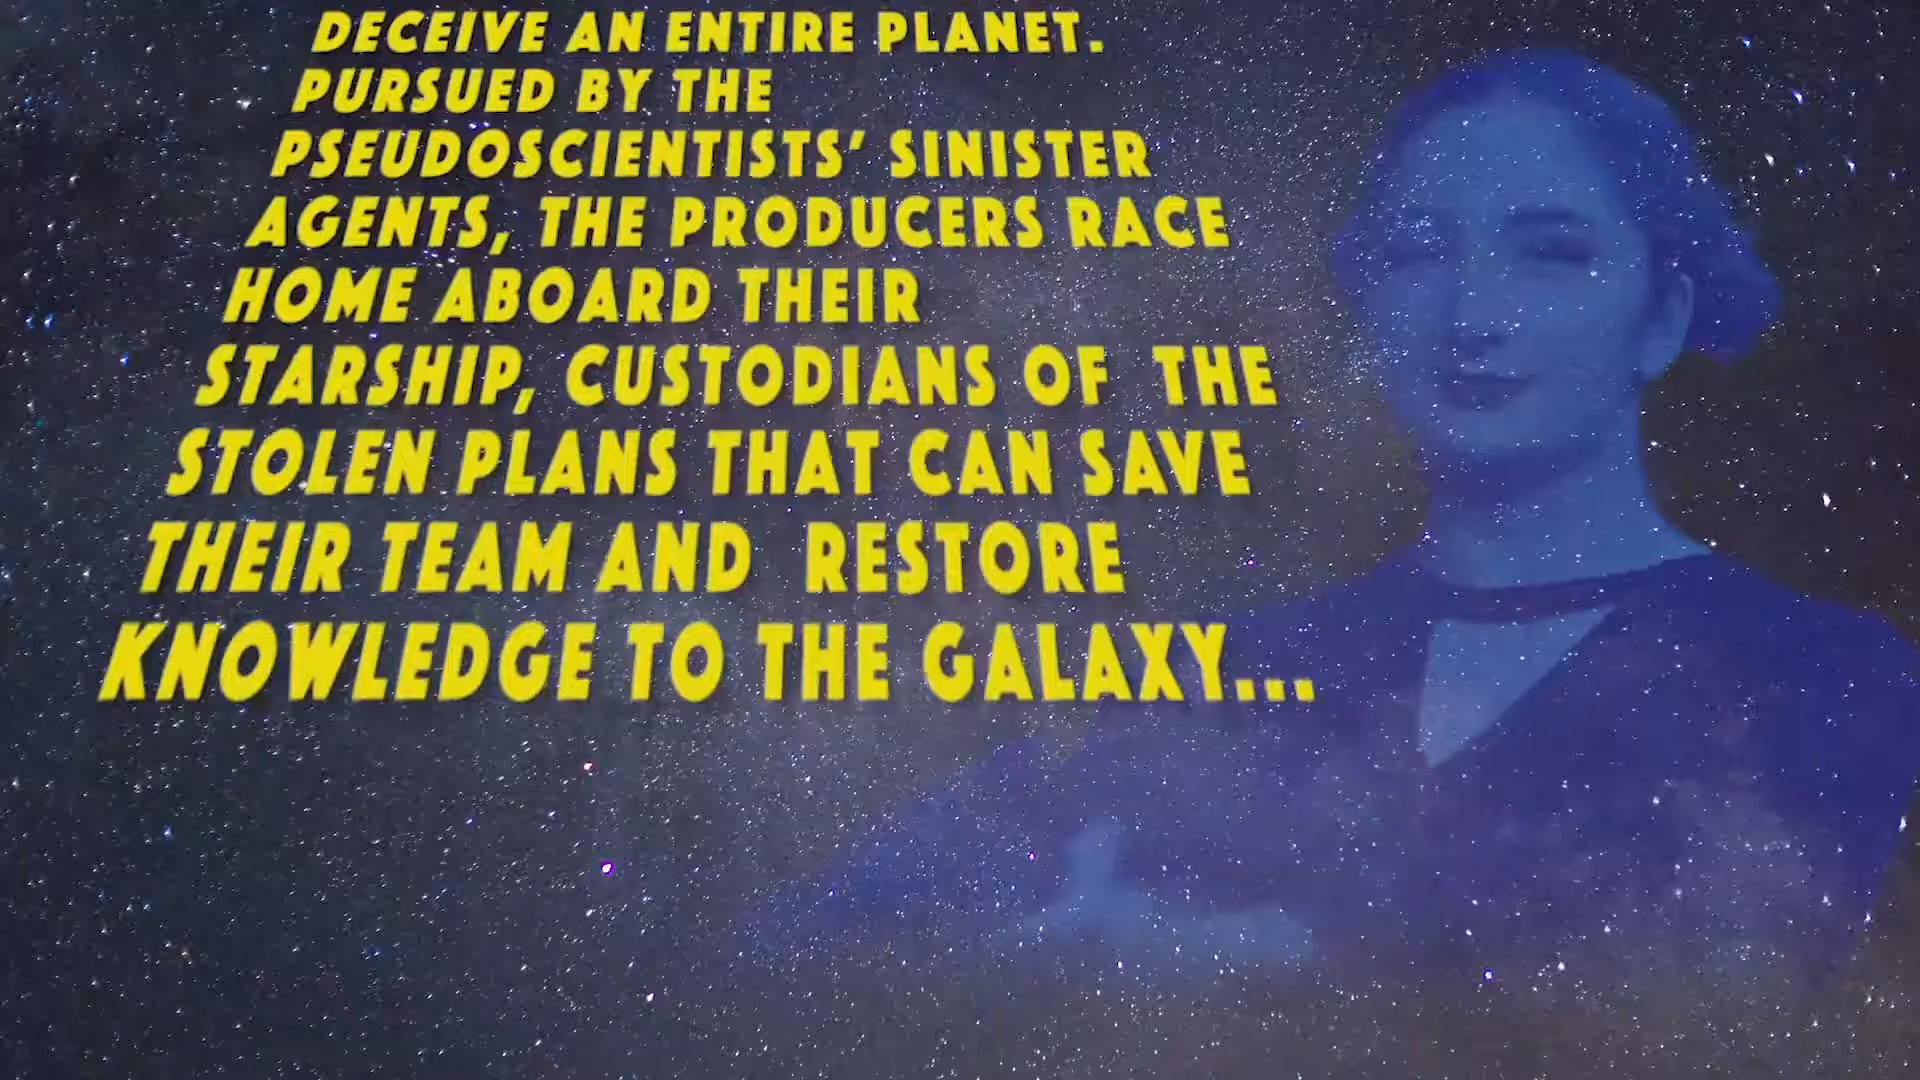 DECEIVE AN ENTIRE PLANET.
PURSUED BY THE
PSEUDOSCIENTISTS' SINISTER
AGENTS, THE PRODUCERS RACE
HOME ABOARD THEIR
STARSHIP, CUSTODIANS OF THE
STOLEN PLANS THAT CAN SAVE
THEIR TEAM AND RESTORE
KNOWLEDGE TO THE GALAXY...